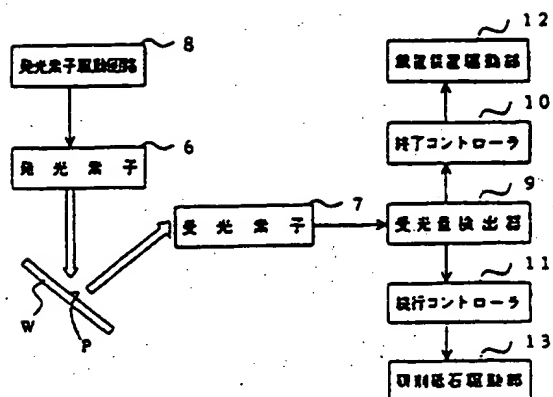 8
発光素子駆動回路
6
発光素子
7
受光素子
W
P
12
載置装置駆動部
10
終了コントローラ
9
受光量検出器
11
続行コントローラ
13
研削砥石駆動部